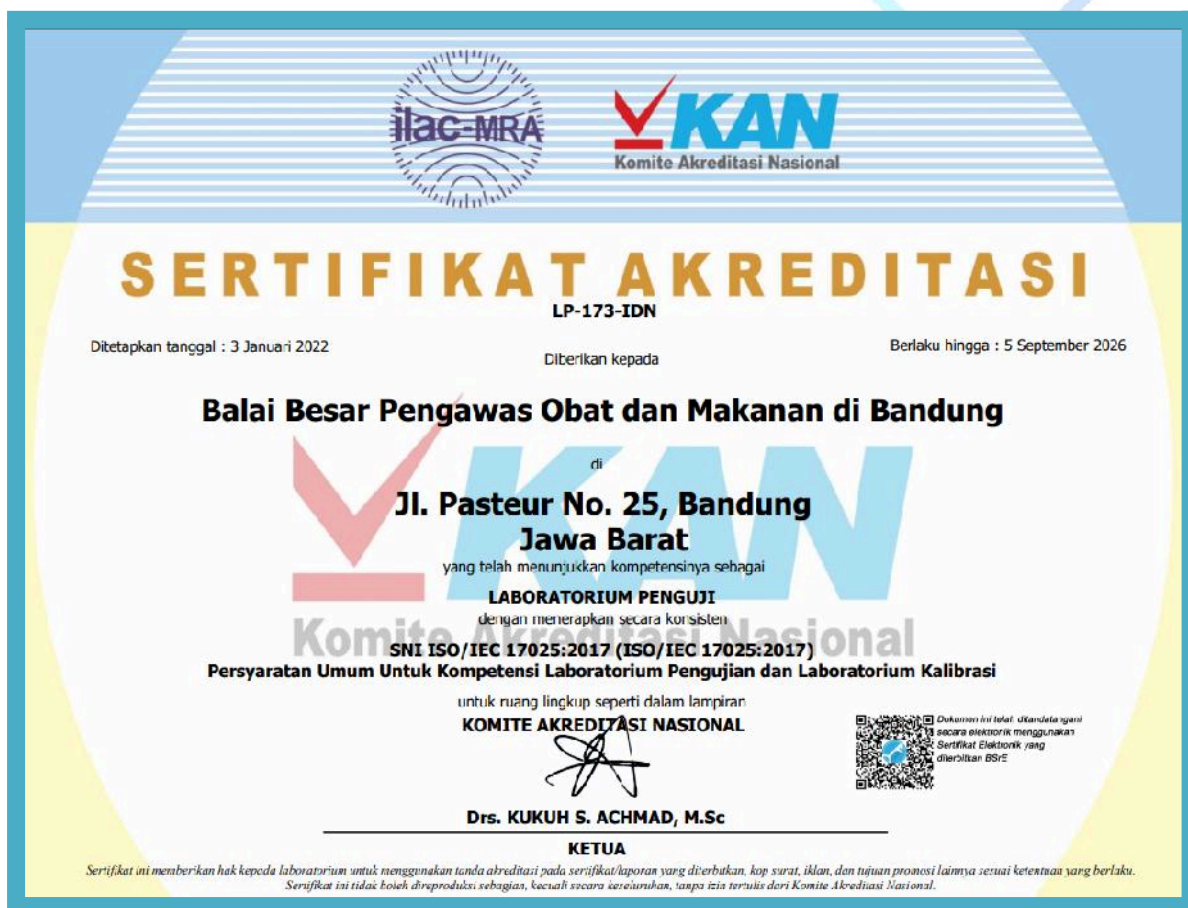 ilac-MRA
KAN
Komite Akreditasi Nasional
SERTIFIKAT AKREDITASI
LP-173-IDN
Ditetapkan tanggal : 3 Januari 2022
Diberikan kepada
Berlaku hingga : 5 September 2026
Balai Besar Pengawas Obat dan Makanan di Bandung
di
Jl. Pasteur No. 25, Bandung
Jawa Barat
yang telah menunjukkan kompetensinya sebagai
LABORATORIUM PENGUJI
dengan menerapkan secara konsisten
KAN
Komite Akreditasi Nasional
SNI ISO/IEC 17025:2017 (ISO/IEC 17025:2017)
Persyaratan Umum Untuk Kompetensi Laboratorium Pengujian dan Laboratorium Kalibrasi
untuk ruang lingkup seperti dalam lampiran
KOMITE AKREDITASI NASIONAL
Dokumen ini telah ditandatangani
secara elektronik menggunakan
Sertifikat Elektronik yang
diterbitkan BSrE
Drs. KUKUH S. ACHMAD, M.Sc
KETUA
Sertifikat ini memberikan hak kepada laboratorium untuk menggunakan tanda akreditasi pada sertifikat/laporan yang diterbitkan, kop surat, iklan, dan tujuan promosi lainnya sesuai ketentuan yang berlaku.
Sertifikat ini tidak boleh direproduksi sebagian, kecuali secara keseluruhan, tanpa izin tertulis dari Komite Akreditasi Nasional.